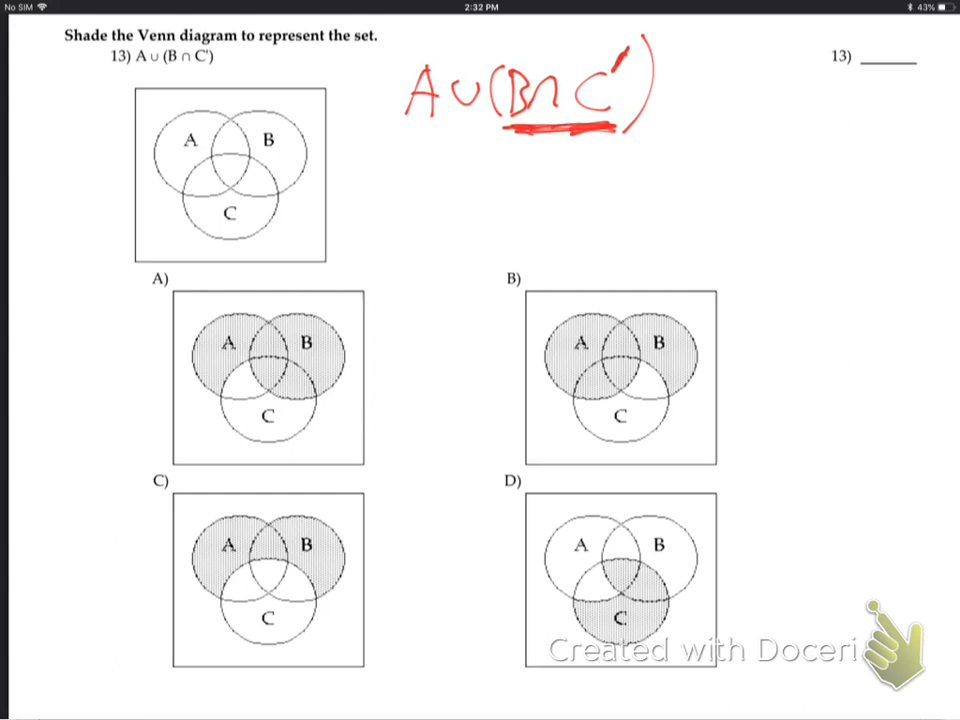 No SIM 2:32 PM 43%
Shade the Venn diagram to represent the set.
13) A ∪ (B ∩ C')
13) ______
A∪(B∩C')
A B
C
A) B)
A B A B
C C
C) D)
A B A B
C C
Created with Doceri